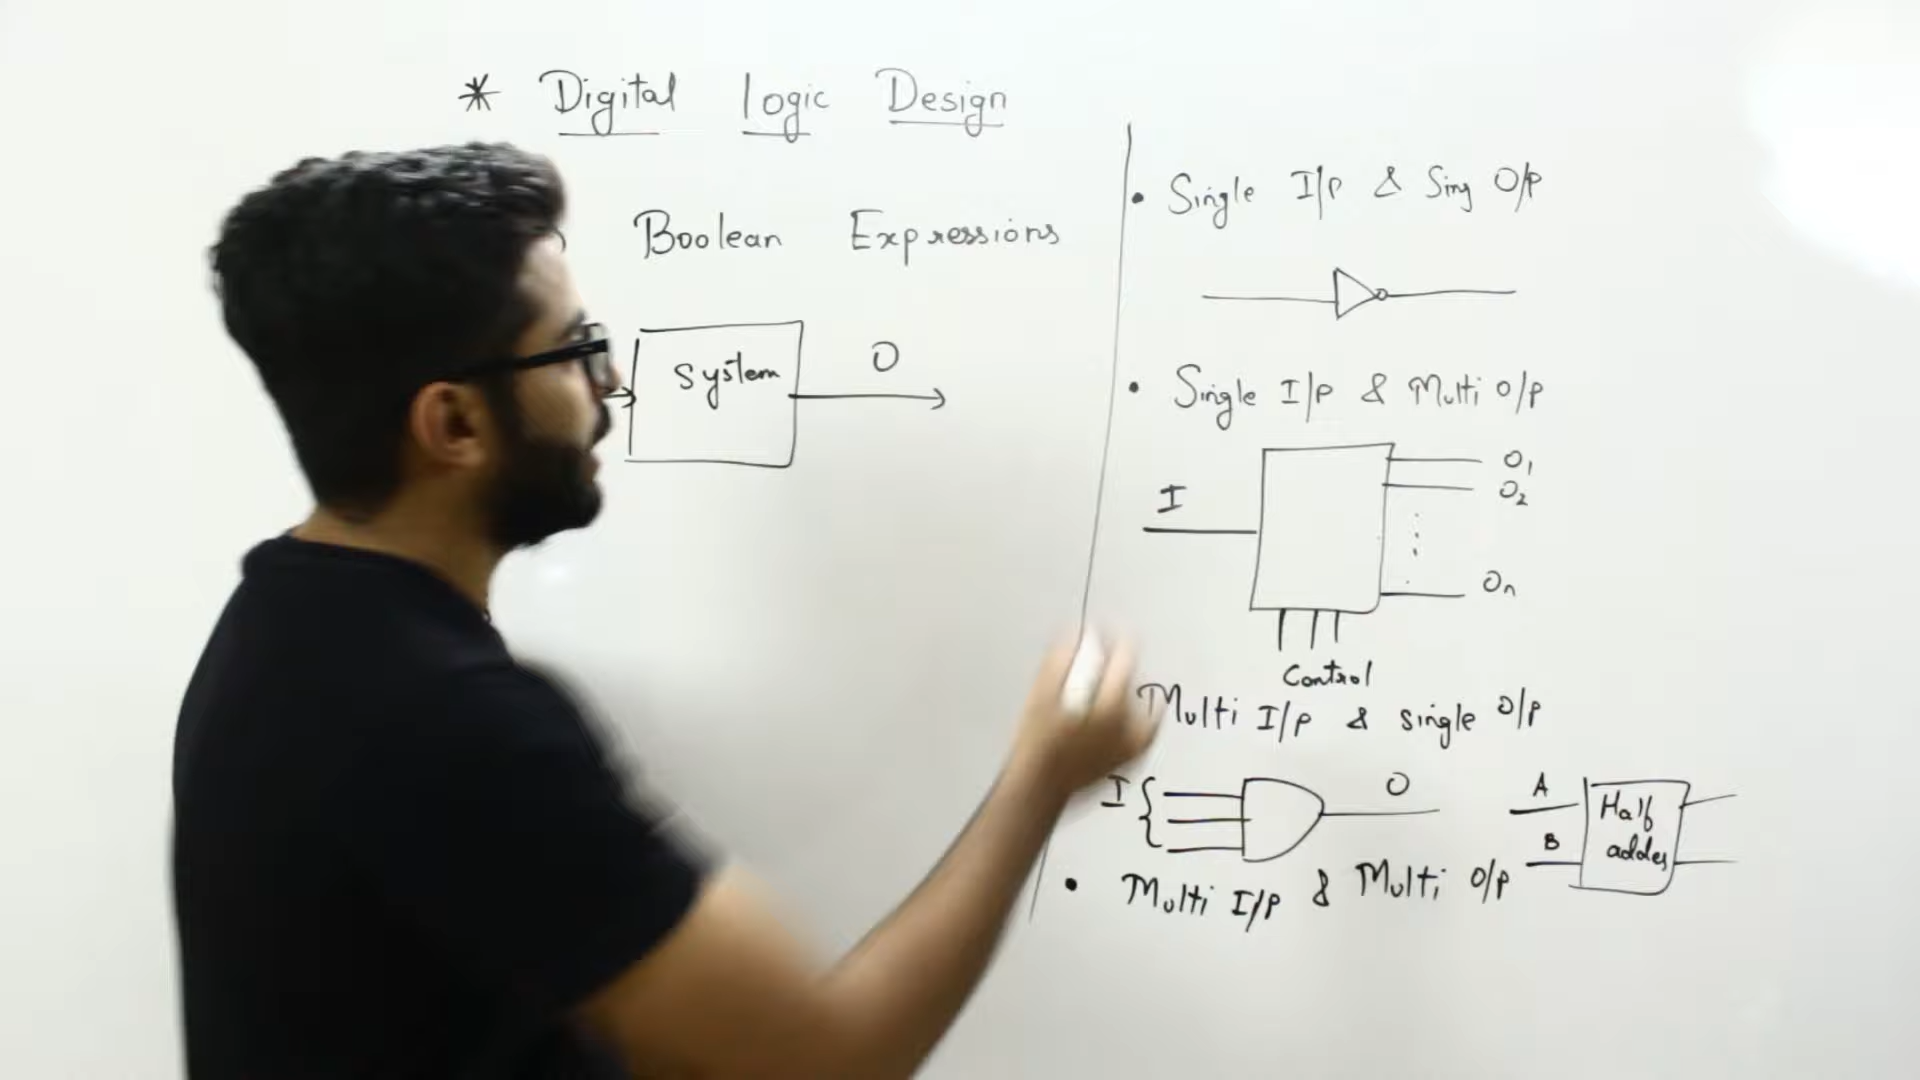 * Digital Logic Design
Boolean Expressions
System
O
• Single I/P & Sing O/P
• Single I/P & Multi O/P
I
O1
O2
On
Control
Multi I/P & single O/P
I
O
A
B
Half
adder
• Multi I/P & Multi O/P